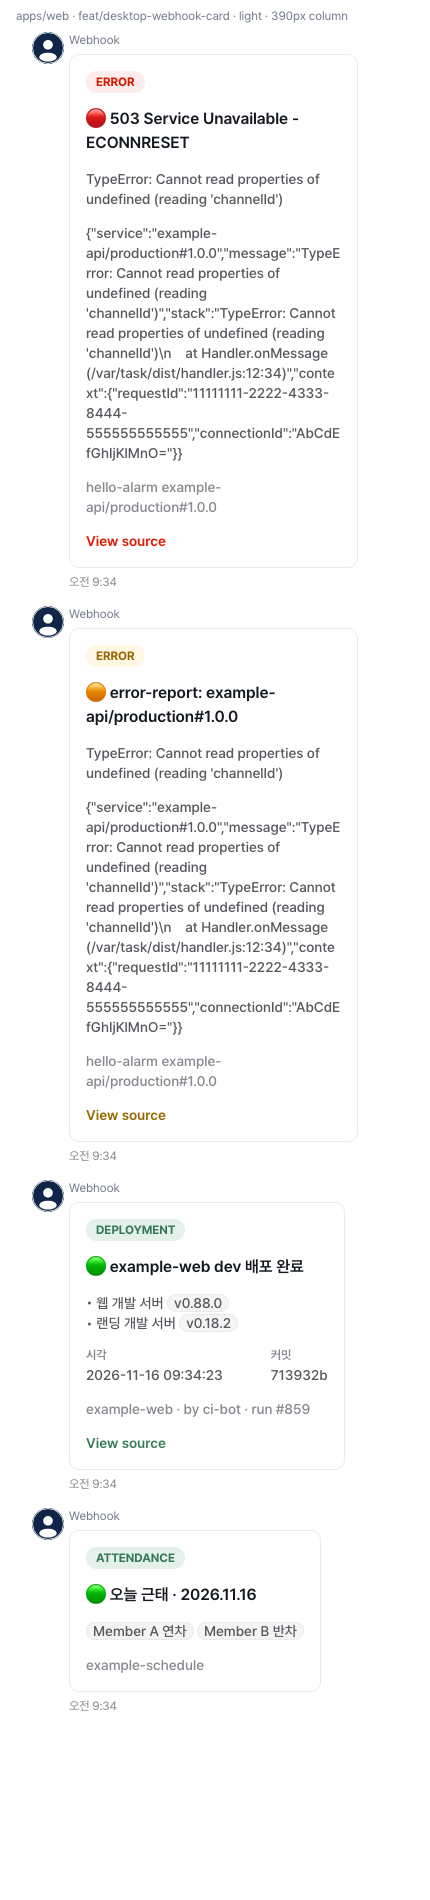 apps/web · feat/desktop-webhook-card · light · 390px column
Webhook
ERROR
🔴 503 Service Unavailable -
ECONNRESET
TypeError: Cannot read properties of
undefined (reading 'channelId')
{"service":"example-
api/production#1.0.0","message":"TypeE
rror: Cannot read properties of
undefined (reading
'channelId')","stack":"TypeError: Cannot
read properties of undefined (reading
'channelId')\n    at Handler.onMessage
(/var/task/dist/handler.js:12:34)","conte
xt":{"requestId":"11111111-2222-4333-
8444-
555555555555","connectionId":"AbCdE
fGhIjKlMnO="}}
hello-alarm example-
api/production#1.0.0
View source
오전 9:34
Webhook
ERROR
🟠 error-report: example-
api/production#1.0.0
TypeError: Cannot read properties of
undefined (reading 'channelId')
{"service":"example-
api/production#1.0.0","message":"TypeE
rror: Cannot read properties of
undefined (reading
'channelId')","stack":"TypeError: Cannot
read properties of undefined (reading
'channelId')\n    at Handler.onMessage
(/var/task/dist/handler.js:12:34)","conte
xt":{"requestId":"11111111-2222-4333-
8444-
555555555555","connectionId":"AbCdE
fGhIjKlMnO="}}
hello-alarm example-
api/production#1.0.0
View source
오전 9:34
Webhook
DEPLOYMENT
🟢 example-web dev 배포 완료
• 웹 개발 서버 v0.88.0
• 랜딩 개발 서버 v0.18.2
시각 커밋
2026-11-16 09:34:23 713932b
example-web · by ci-bot · run #859
View source
오전 9:34
Webhook
ATTENDANCE
🟢 오늘 근태 · 2026.11.16
Member A 연차 Member B 반차
example-schedule
오전 9:34